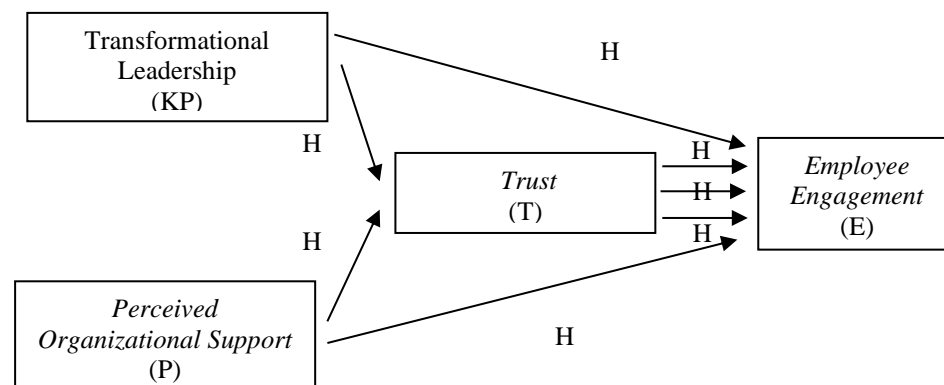 Transformational
Leadership
(KP)
H
H
Trust
(T)
H
H
H
Employee
Engagement
(E)
H
Perceived
Organizational Support
(P)
H